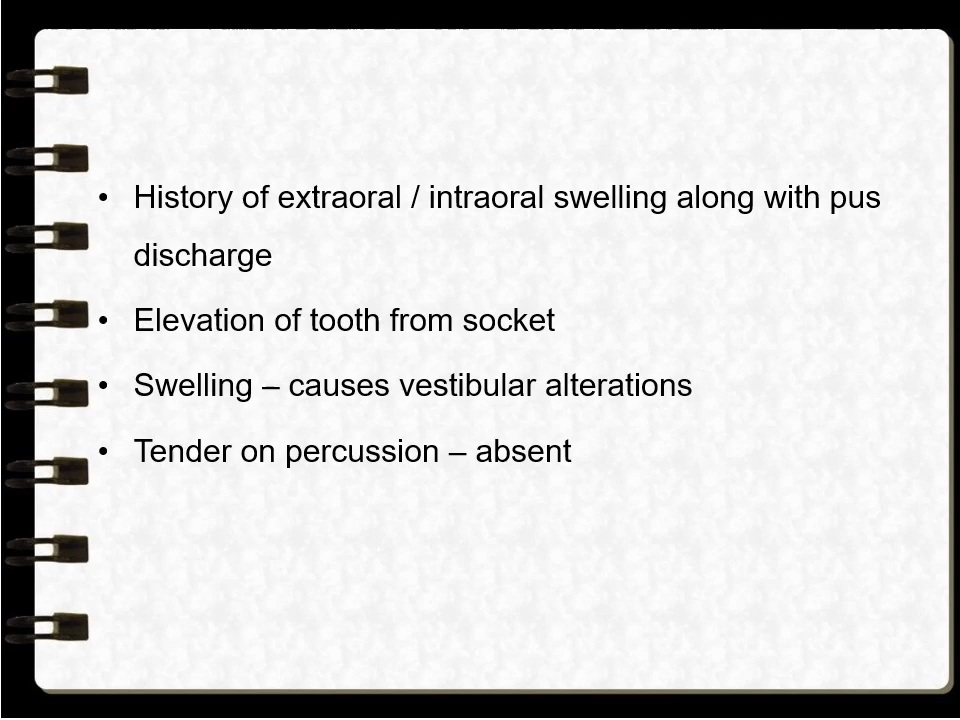 • History of extraoral / intraoral swelling along with pus
discharge
• Elevation of tooth from socket
• Swelling – causes vestibular alterations
• Tender on percussion – absent